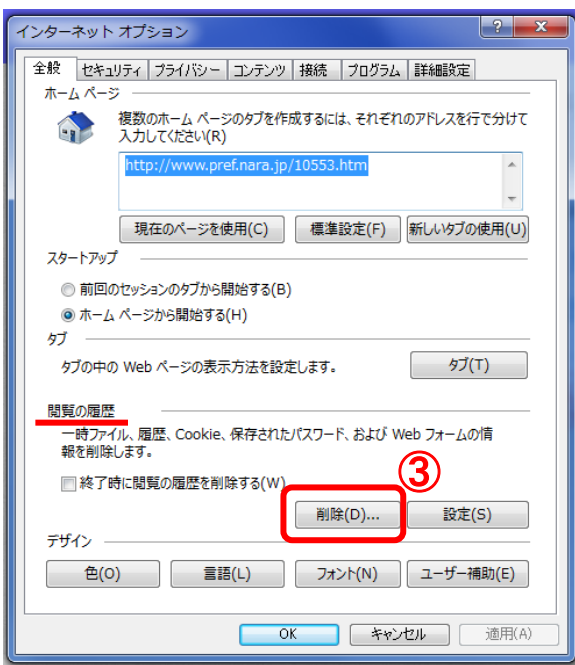 インターネット オプション
全般 セキュリティ プライバシー コンテンツ 接続 プログラム 詳細設定
ホーム ページ
複数のホーム ページのタブを作成するには、それぞれのアドレスを行で分けて
入力してください(R)
http://www.pref.nara.jp/10553.htm
現在のページを使用(C) 標準設定(F) 新しいタブの使用(U)
スタートアップ
前回のセッションのタブから開始する(B)
ホーム ページから開始する(H)
タブ
タブの中の Web ページの表示方法を設定します。 タブ(T)
閲覧の履歴
一時ファイル、履歴、Cookie、保存されたパスワード、および Web フォームの情
報を削除します。
終了時に閲覧の履歴を削除する(W)
③
削除(D)... 設定(S)
デザイン
色(O) 言語(L) フォント(N) ユーザー補助(E)
OK キャンセル 適用(A)